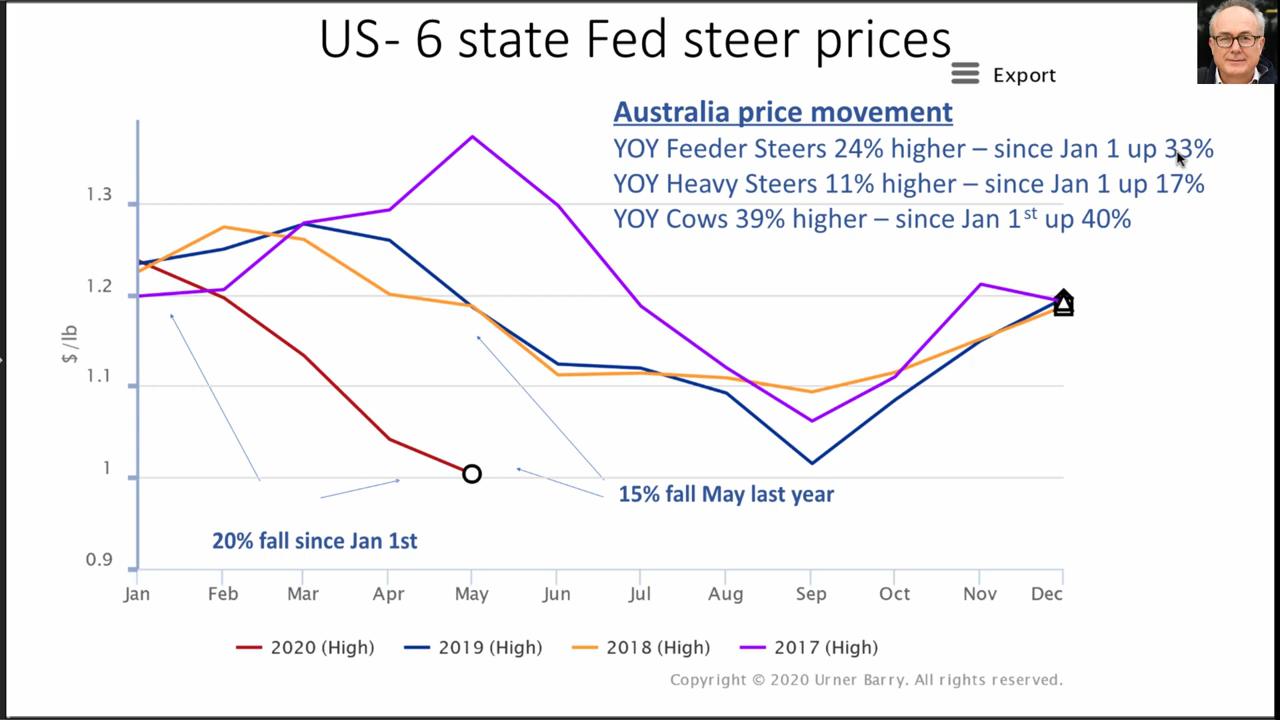 US- 6 state Fed steer prices
Export
Australia price movement
YOY Feeder Steers 24% higher – since Jan 1 up 33%
YOY Heavy Steers 11% higher – since Jan 1 up 17%
YOY Cows 39% higher – since Jan 1st up 40%
$/lb
1.3
1.2
1.1
1
0.9
15% fall May last year
20% fall since Jan 1st
Jan Feb Mar Apr May Jun Jul Aug Sep Oct Nov Dec
2020 (High) 2019 (High) 2018 (High) 2017 (High)
Copyright © 2020 Urner Barry. All rights reserved.